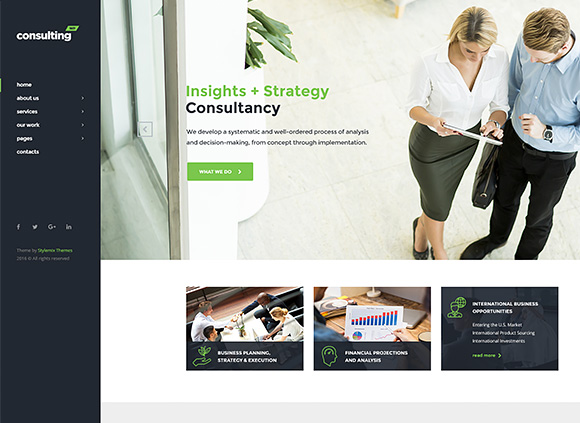 consulting
home
about us
services
our work
pages
contacts
Theme by Stylemix Themes
2016 © All rights reserved
Insights + Strategy
Consultancy
We develop a systematic and well-ordered process of analysis
and decision-making, from concept through implementation.
WHAT WE DO
BUSINESS PLANNING,
STRATEGY & EXECUTION
FINANCIAL PROJECTIONS
AND ANALYSIS
INTERNATIONAL BUSINESS
OPPORTUNITIES
Entering the U.S. Market
International Product Sourcing
International Investments
read more